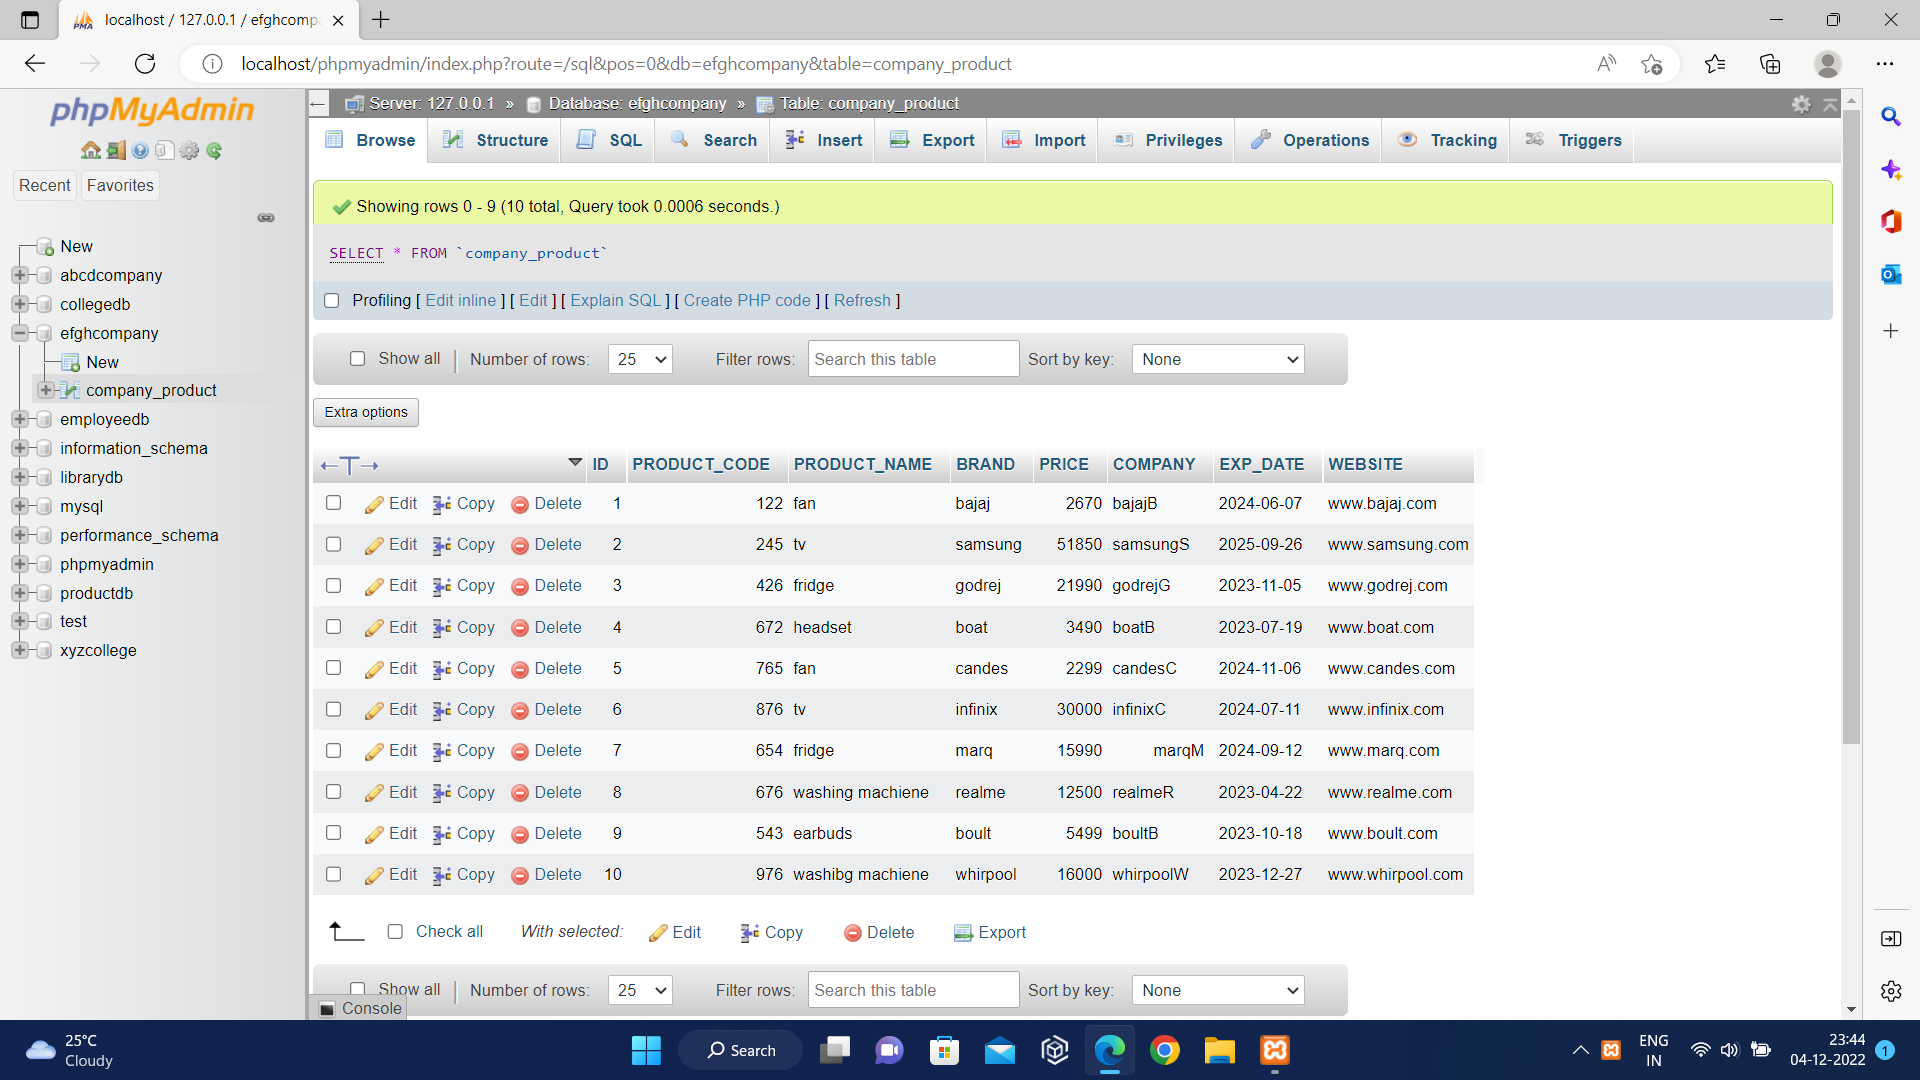 localhost / 127.0.0.1 / efghcomp
localhost/phpmyadmin/index.php?route=/sql&pos=0&db=efghcompany&table=company_product
phpMyAdmin
Recent Favorites
New
abcdcompany
collegedb
efghcompany
New
company_product
employeedb
information_schema
librarydb
mysql
performance_schema
phpmyadmin
productdb
test
xyzcollege
Server: 127.0.0.1 » Database: efghcompany » Table: company_product
Browse Structure SQL Search Insert Export Import Privileges Operations Tracking Triggers
Showing rows 0 - 9 (10 total, Query took 0.0006 seconds.)
SELECT * FROM `company_product`
Profiling [ Edit inline ] [ Edit ] [ Explain SQL ] [ Create PHP code ] [ Refresh ]
Show all Number of rows: 25 Filter rows: Search this table Sort by key: None
Extra options
←T→ ID PRODUCT_CODE PRODUCT_NAME BRAND PRICE COMPANY EXP_DATE WEBSITE
Edit Copy Delete 1 122 fan bajaj 2670 bajajB 2024-06-07 www.bajaj.com
Edit Copy Delete 2 245 tv samsung 51850 samsungS 2025-09-26 www.samsung.com
Edit Copy Delete 3 426 fridge godrej 21990 godrejG 2023-11-05 www.godrej.com
Edit Copy Delete 4 672 headset boat 3490 boatB 2023-07-19 www.boat.com
Edit Copy Delete 5 765 fan candes 2299 candesC 2024-11-06 www.candes.com
Edit Copy Delete 6 876 tv infinix 30000 infinixC 2024-07-11 www.infinix.com
Edit Copy Delete 7 654 fridge marq 15990 marqM 2024-09-12 www.marq.com
Edit Copy Delete 8 676 washing machiene realme 12500 realmeR 2023-04-22 www.realme.com
Edit Copy Delete 9 543 earbuds boult 5499 boultB 2023-10-18 www.boult.com
Edit Copy Delete 10 976 washibg machiene whirpool 16000 whirpoolW 2023-12-27 www.whirpool.com
Check all With selected: Edit Copy Delete Export
Show all Number of rows: 25 Filter rows: Search this table Sort by key: None
Console
25°C
Cloudy
Search
ENG
IN
23:44
04-12-2022
1